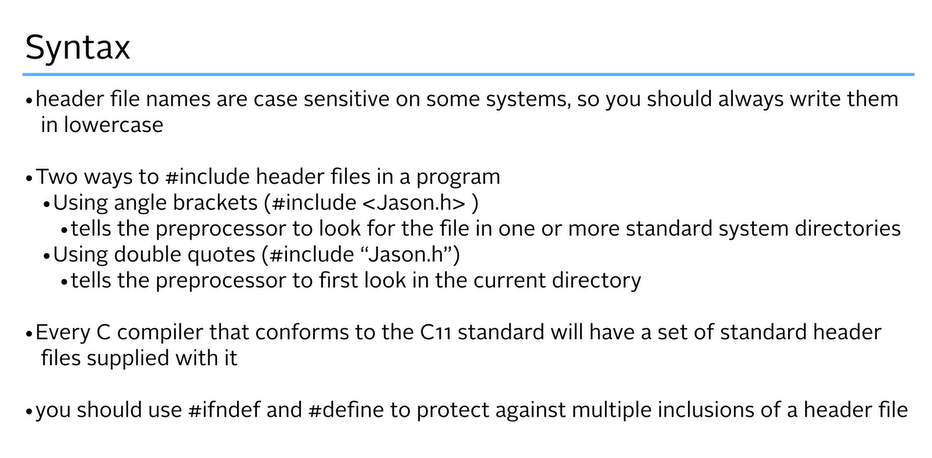 Syntax
•header file names are case sensitive on some systems, so you should always write them
in lowercase
•Two ways to #include header files in a program
•Using angle brackets (#include <Jason.h> )
•tells the preprocessor to look for the file in one or more standard system directories
•Using double quotes (#include “Jason.h”)
•tells the preprocessor to first look in the current directory
•Every C compiler that conforms to the C11 standard will have a set of standard header
files supplied with it
•you should use #ifndef and #define to protect against multiple inclusions of a header file